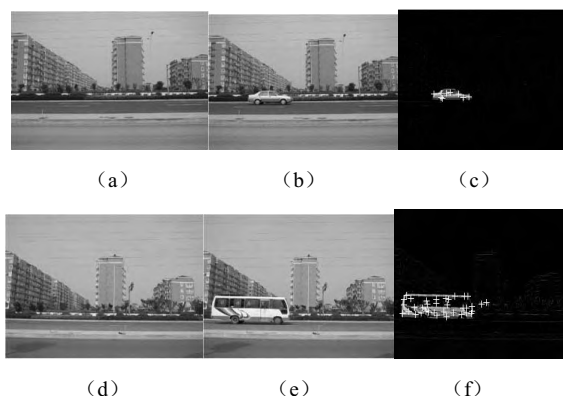 （a） （b） （c）
（d） （e） （f）